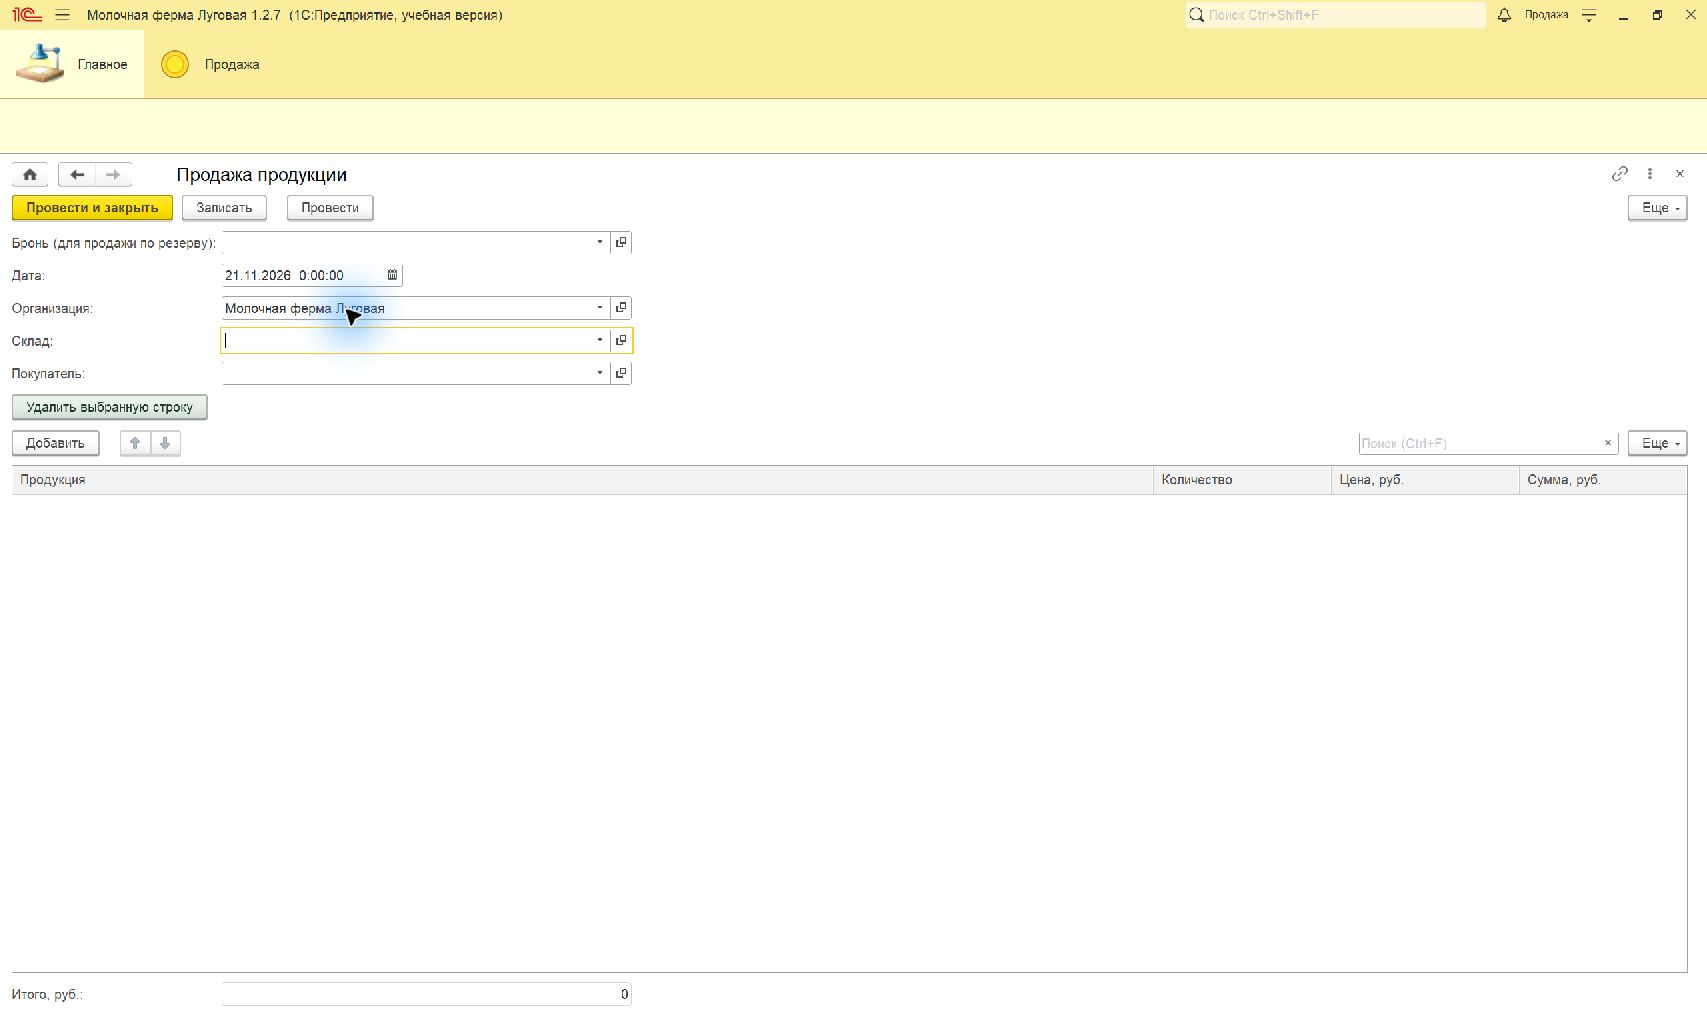 1C Молочная ферма Луговая 1.2.7 (1С:Предприятие, учебная версия) Поиск Ctrl+Shift+F Продажа
Главное Продажа
Продажа продукции
Провести и закрыть Записать Провести Еще
Бронь (для продажи по резерву):
Дата: 21.11.2026 0:00:00
Организация: Молочная ферма Луговая
Склад:
Покупатель:
Удалить выбранную строку
Добавить Поиск (Ctrl+F) × Еще
Продукция Количество Цена, руб. Сумма, руб.
Итого, руб.: 0